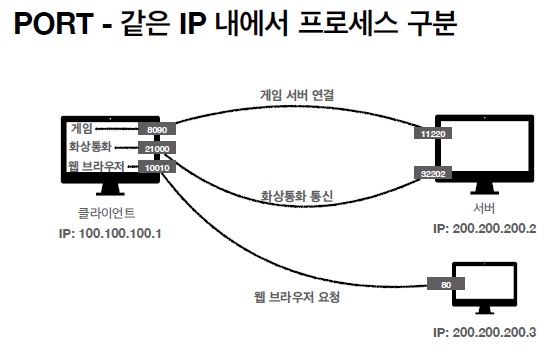 PORT - 같은 IP 내에서 프로세스 구분
게임 서버 연결
게임
8090
11220
화상통화
21000
웹 브라우저
10010
32202
화상통화 통신
클라이언트
IP: 100.100.100.1
서버
IP: 200.200.200.2
웹 브라우저 요청
80
IP: 200.200.200.3